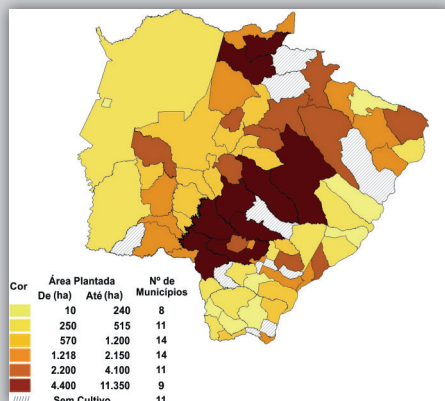 Cor Área Plantada Nº de
De (ha) Até (ha) Municípios
10 240 8
250 515 11
570 1.200 14
1.218 2.150 14
2.200 4.100 11
4.400 11.350 9
Sem Cultivo 11